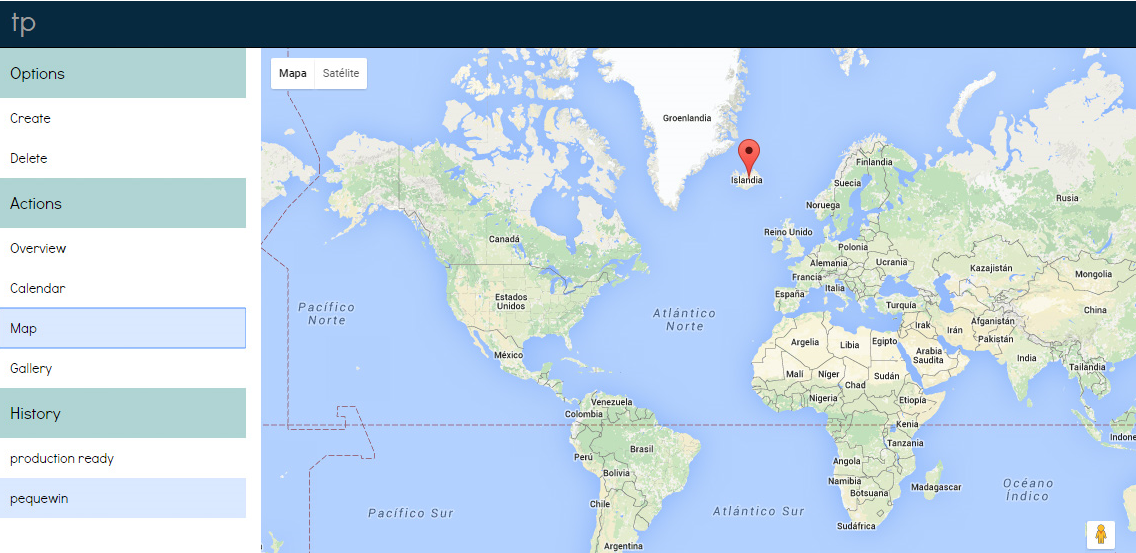 tp
Options
Create
Delete
Actions
Overview
Calendar
Map
Gallery
History
production ready
pequewin
Mapa
Satélite
Groenlandia
Islandia
Finlandia
Suecia
Noruega
Rusia
Reino Unido
Canadá
Polonia
Alemania
Ucrania
Francia
Kazajistán
Mongolia
Italia
España
Estados
Unidos
Pacífico
Norte
Atlántico
Norte
Turquía
China
Irak
Irán
Afganistán
Pakistán
Argelia
Libia
Egipto
Arabia
Saudita
India
México
Tailandia
Malí
Níger
Chad
Sudán
Nigeria
Etiopía
Venezuela
Colombia
Kenia
Indone
Tanzania
Brasil
Perú
Angola
Bolivia
Namibia
Botsuana
Madagascar
Océano
Índico
Chile
Pacífico Sur
Atlántico Sur
Sudáfrica
Argentina